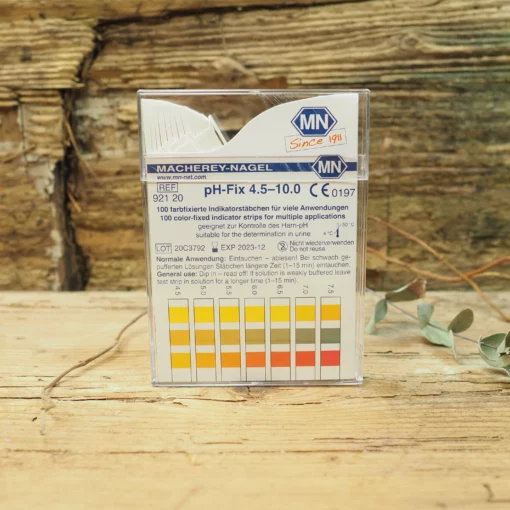 MN
Since 1911
MACHEREY-NAGEL
www.mn-net.com
MN
REF
921 20
pH-Fix 4.5–10.0
CE 0197
100 farbfixierte Indikatorstäbchen für viele Anwendungen
100 color-fixed indicator strips for multiple applications
geeignet zur Kontrolle des Harn-pH
suitable for the determination in urine
LOT 20C3792
EXP 2023-12
Nicht wiederverwenden
Do not reuse
Normale Anwendung: Eintauchen – ablesen! Bei schwach ge-
pufferten Lösungen Stäbchen längere Zeit (1–15 min) eintauchen.
General use: Dip in – read off! If solution is weakly buffered leave
test strip in solution for a longer time (1–15 min).
4.5 5.0 5.5 6.0 6.5 7.0 7.5